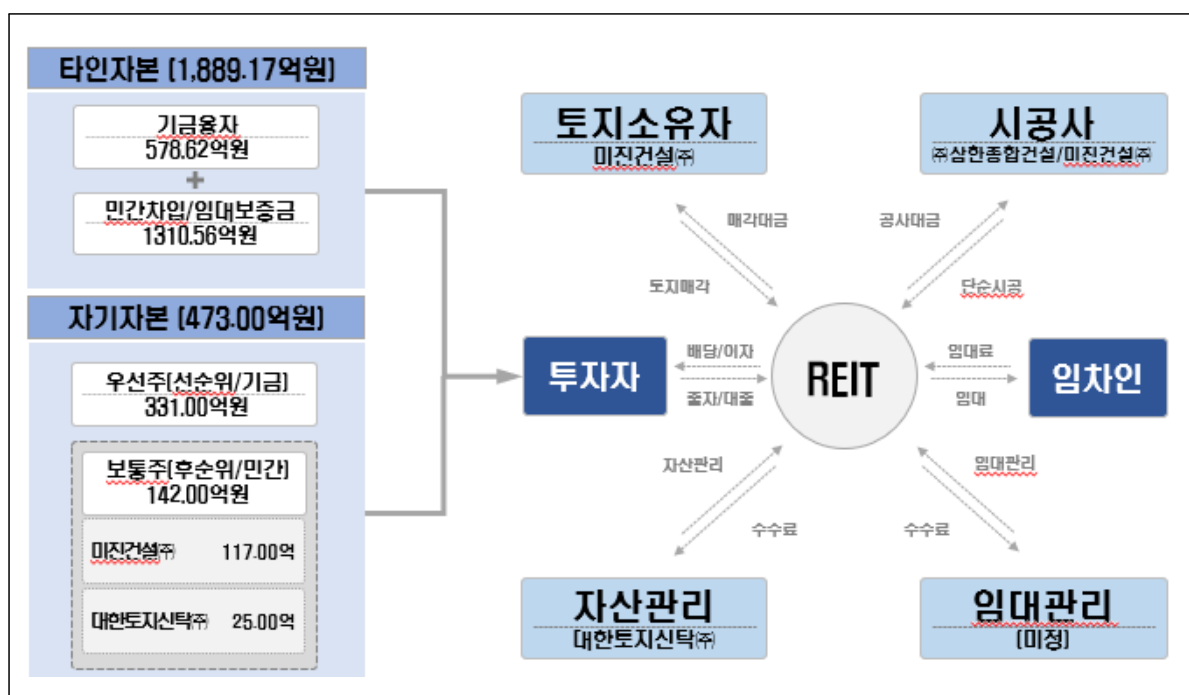 타인자본 (1,889.17억원)
기금융자
578.62억원
+
민간차입/임대보증금
1310.56억원
자기자본 (473.00억원)
우선주(선순위/기금)
331.00억원
보통주(후순위/민간)
142.00억원
미진건설㈜ 117.00억
대한토지신탁㈜ 25.00억
토지소유자
미진건설㈜
시공사
㈜삼한종합건설/미진건설㈜
매각대금
공사대금
토지매각
단순시공
투자자
배당/이자
출자/대출
REIT
임대료
임대
임차인
자산관리
임대관리
수수료
수수료
자산관리
대한토지신탁㈜
임대관리
(미정)